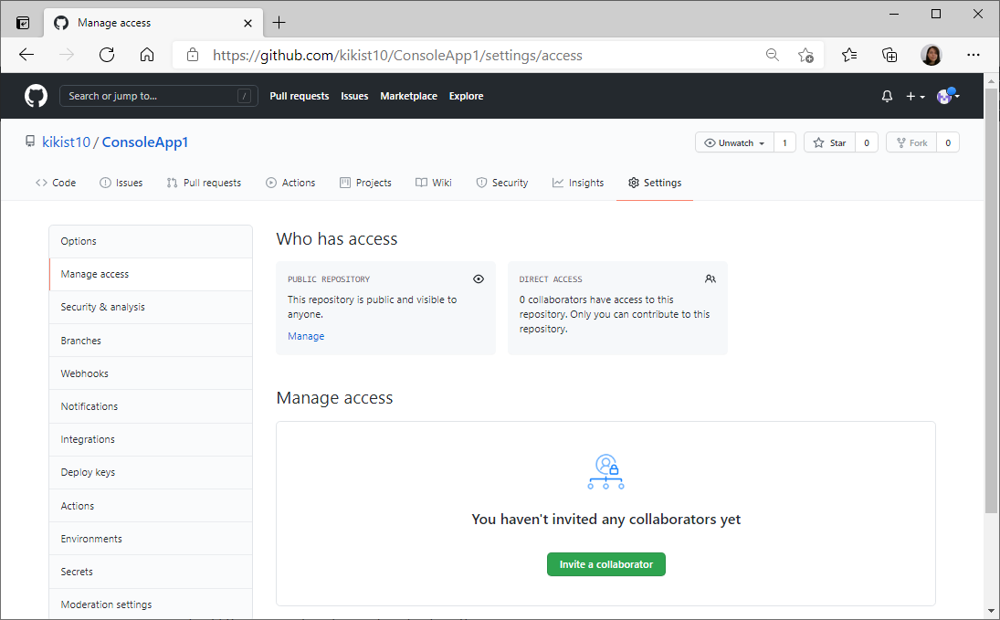 Manage access
https://github.com/kikist10/ConsoleApp1/settings/access
Search or jump to... /
Pull requests Issues Marketplace Explore
kikist10 / ConsoleApp1
Unwatch 1 Star 0 Fork 0
Code Issues Pull requests Actions Projects Wiki Security Insights Settings
Options
Manage access
Security & analysis
Branches
Webhooks
Notifications
Integrations
Deploy keys
Actions
Environments
Secrets
Moderation settings
Who has access
PUBLIC REPOSITORY
This repository is public and visible to
anyone.
Manage
DIRECT ACCESS
0 collaborators have access to this
repository. Only you can contribute to this
repository.
Manage access
You haven't invited any collaborators yet
Invite a collaborator